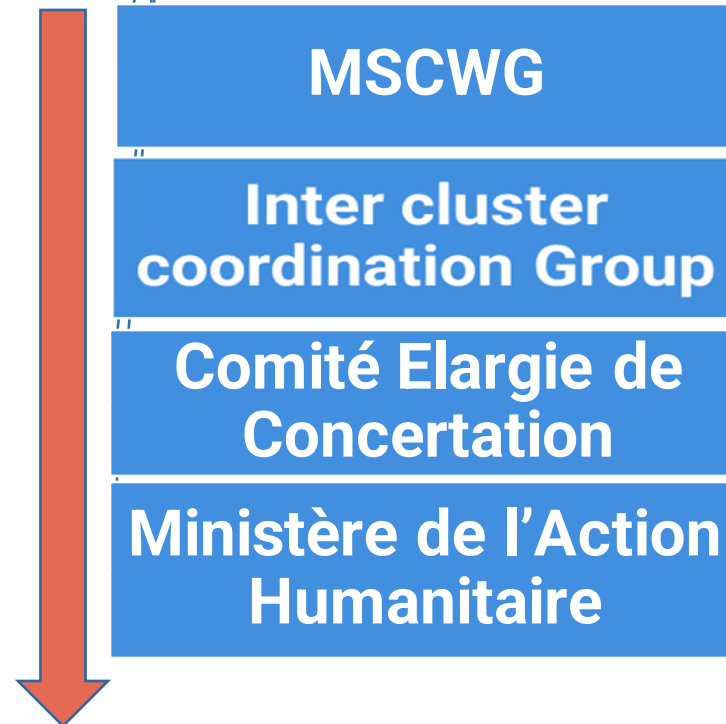 MSCWG
Inter cluster
coordination Group
Comité Elargie de
Concertation
Ministère de l’Action
Humanitaire